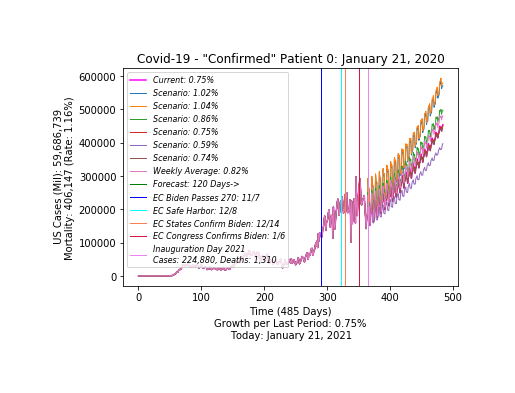 Covid-19 - "Confirmed" Patient 0: January 21, 2020
US Cases (Mil): 59,686,739
Mortality: 406,147 (Rate: 1.16%)
600000
500000
400000
300000
200000
100000
0
Current: 0.75%
Scenario: 1.02%
Scenario: 1.04%
Scenario: 0.86%
Scenario: 0.75%
Scenario: 0.59%
Scenario: 0.74%
Weekly Average: 0.82%
Forecast: 120 Days->
EC Biden Passes 270: 11/7
EC Safe Harbor: 12/8
EC States Confirm Biden: 12/14
EC Congress Confirms Biden: 1/6
Inauguration Day 2021
Cases: 224,880, Deaths: 1,310
0 100 200 300 400 500
Time (485 Days)
Growth per Last Period: 0.75%
Today: January 21, 2021